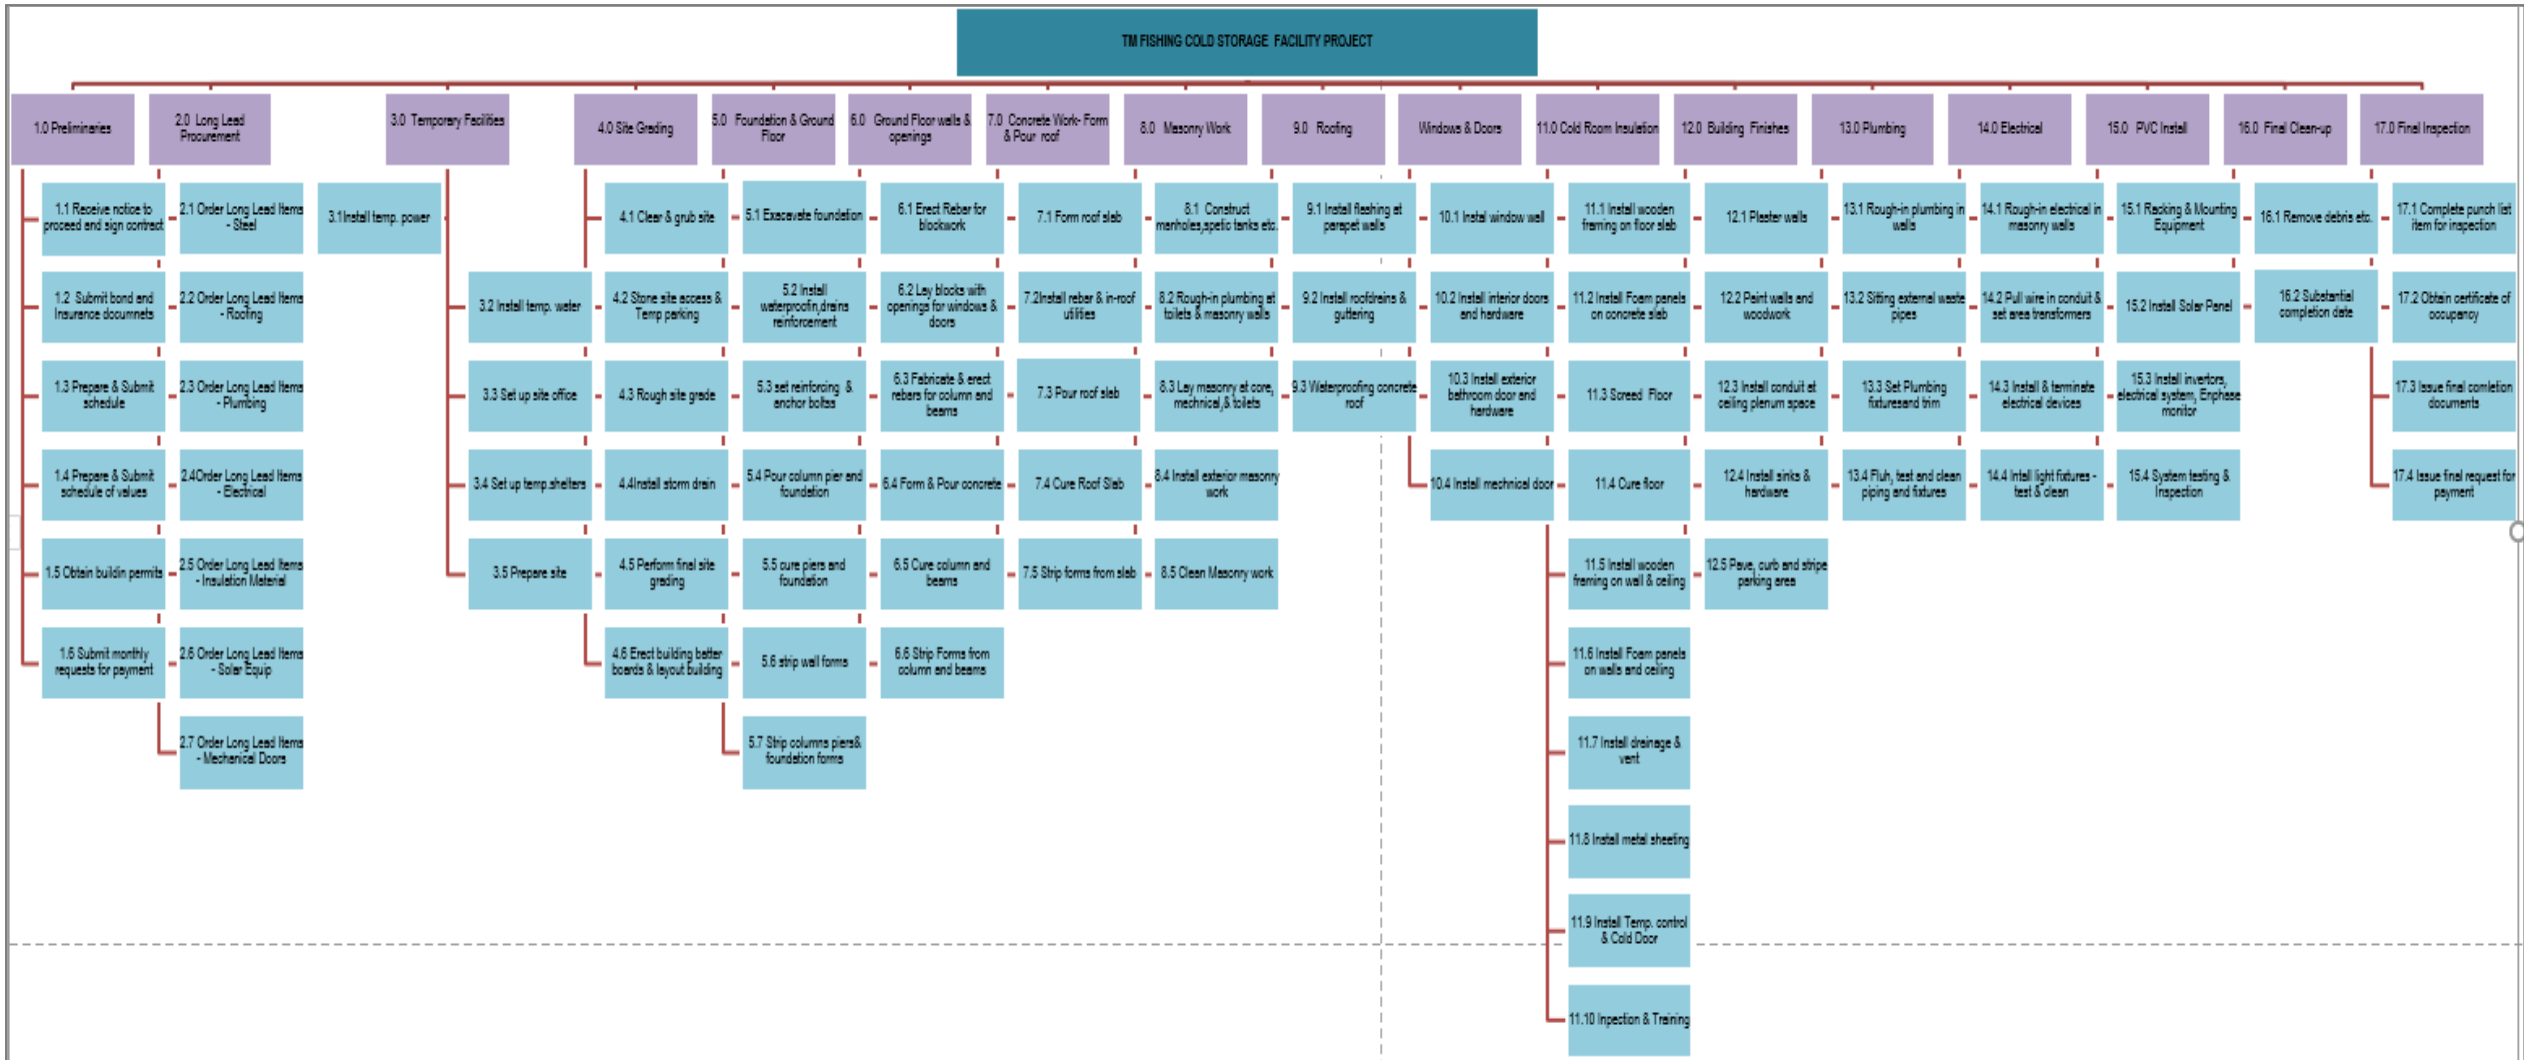 TM FISHING COLD STORAGE FACILITY PROJECT
1.0 Preliminaries
2.0 Long Lead
Procurement
3.0 Temporary Facilities
4.0 Site Grading
5.0 Foundation & Ground
Floor
6.0 Ground Floor walls &
openings
7.0 Concrete Work- Form
& Pour roof
8.0 Masonry Work
9.0 Roofing
Windows & Doors
11.0 Cold Room Insulation
12.0 Building Finishes
13.0 Plumbing
14.0 Electrical
15.0 PVC Install
16.0 Final Clean-up
17.0 Final Inspection
1.1 Receive notice to
proceed and sign contract
2.1 Order Long Lead Items
- Steel
3.1Install temp. power
4.1 Clear & grub site
5.1 Exacavate foundation
6.1 Erect Rebar for
blockwork
7.1 Form roof slab
8.1 Construct
manholes,spetic tanks etc.
9.1 Install flashing at
parapet walls
10.1 Instal window wall
11.1 Install wooden
framing on floor slab
12.1 Plaster walls
13.1 Rough-in plumbing in
walls
14.1 Rough-in electrical in
masonry walls
15.1 Racking & Mounting
Equipment
16.1 Remove debris etc.
17.1 Complete punch list
item for inspection
1.2 Submit bond and
Insurance documnets
2.2 Order Long Lead Items
- Roofing
3.2 Install temp. water
4.2 Stone site access &
Temp parking
5.2 Install
waterproofin,drains
reinforcement
6.2 Lay blocks with
openings for windows &
doors
7.2Install rebar & in-roof
utilities
8.2 Rough-in plumbing at
toilets & masonry walls
9.2 Install roofdrains &
guttering
10.2 Install interior doors
and hardware
11.2 Install Foam panels
on concrete slab
12.2 Paint walls and
woodwork
13.2 Sitting external waste
pipes
14.2 Pull wire in conduit &
set area transformers
15.2 Install Solar Panel
16.2 Substantial
completion date
17.2 Obtain certificate of
occupancy
1.3 Prepare & Submit
schedule
2.3 Order Long Lead Items
- Plumbing
3.3 Set up site office
4.3 Rough site grade
5.3 set reinforcing &
anchor boltss
6.3 Fabricate & erect
rebars for column and
beams
7.3 Pour roof slab
8.3 Lay masonry at core,
mechnical,& toilets
9.3 Waterproofing concrete
roof
10.3 Install exterior
bathroom door and
hardware
11.3 Screed Floor
12.3 Install conduit at
ceiling plenum space
13.3 Set Plumbing
fixturesand trim
14.3 Install & terminate
electrical devices
15.3 Install invertors,
electrical system, Enphase
monitor
17.3 Issue final comletion
documents
1.4 Prepare & Submit
schedule of values
2.4Order Long Lead Items
- Electrical
3.4 Set up temp.shelters
4.4Install storm drain
5.4 Pour column pier and
foundation
6.4 Form & Pour concrete
7.4 Cure Roof Slab
8.4 Install exterior masonry
work
10.4 Install mechnical door
11.4 Cure floor
12.4 Install sinks &
hardware
13.4 Fluh, test and clean
piping and fixtures
14.4 Intall light fixtures -
test & clean
15.4 System testing &
Inspection
17.4 Issue final request for
payment
1.5 Obtain buildin permits
2.5 Order Long Lead Items
- Insulation Material
3.5 Prepare site
4.5 Perform final site
grading
5.5 cure piers and
foundation
6.5 Cure column and
beams
7.5 Strip forms from slab
8.5 Clean Masonry work
11.5 Install wooden
framing on wall & ceiling
12.5 Pave, curb and stripe
parking area
1.6 Submit monthly
requests for payment
2.6 Order Long Lead Items
- Solar Equip
4.6 Erect building batter
boards & layout building
5.6 strip wall forms
6.6 Strip Forms from
column and beams
11.6 Install Foam panels
on walls and ceiling
2.7 Order Long Lead Items
- Mechanical Doors
5.7 Strip columns piers&
foundation forms
11.7 Install drainage &
vent
11.8 Install metal sheeting
11.9 Install Temp. control
& Cold Door
11.10 Inpection & Training